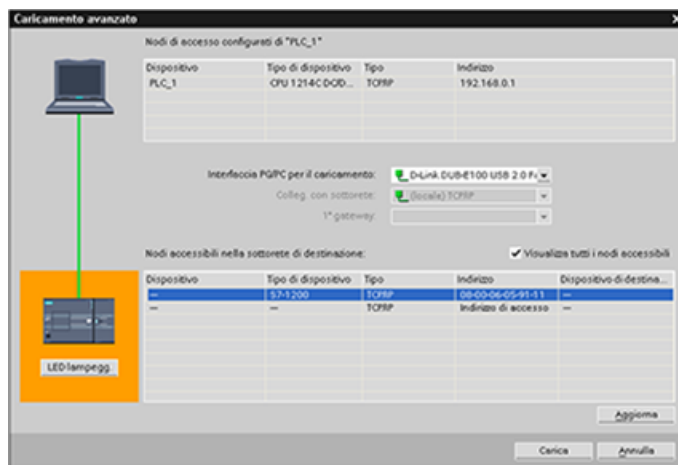 Caricamento avanzato
Nodi di accesso configurati di "PLC_1"
Dispositivo Tipo di dispositivo Tipo Indirizzo
PLC_1 CPU 1214C DC/D... TCP/IP 192.168.0.1
Interfaccia PG/PC per il caricamento: D-Link DUB-E100 USB 2.0 Fa
Colleg. con sottorete: (locale) TCP/IP
1° gateway:
Nodi accessibili nella sottorete di destinazione: Visualizza tutti i nodi accessibili
Dispositivo Tipo di dispositivo Tipo Indirizzo Dispositivo di destina...
— S7-1200 TCP/IP 08-00-06-05-91-11 —
— — TCP/IP Indirizzo di accesso —
LED lampegg.
Aggiorna
Carica Annulla